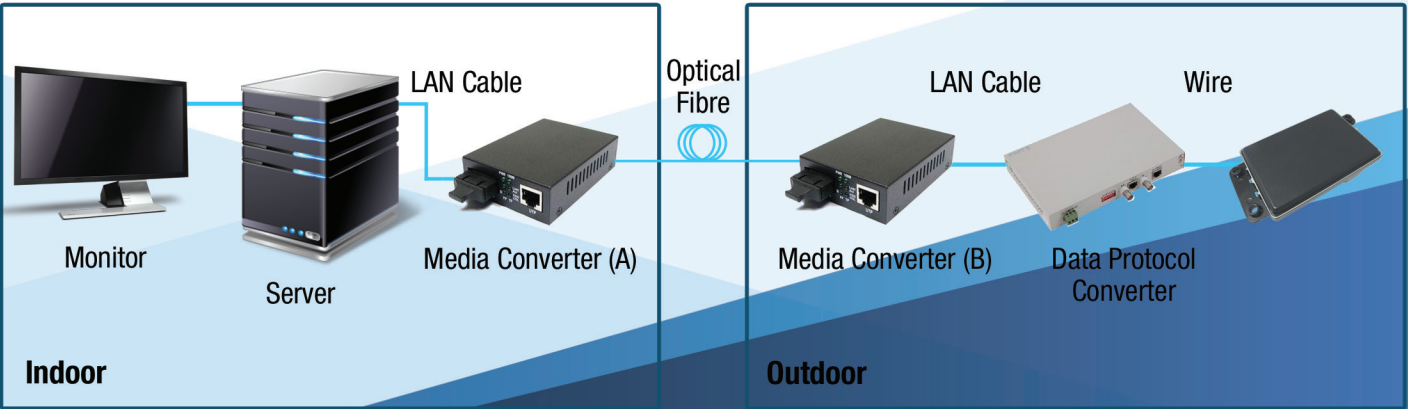 LAN Cable
Optical
Fibre
LAN Cable
Wire
Monitor
Server
Media Converter (A)
Media Converter (B)
Data Protocol
Converter
Indoor
Outdoor